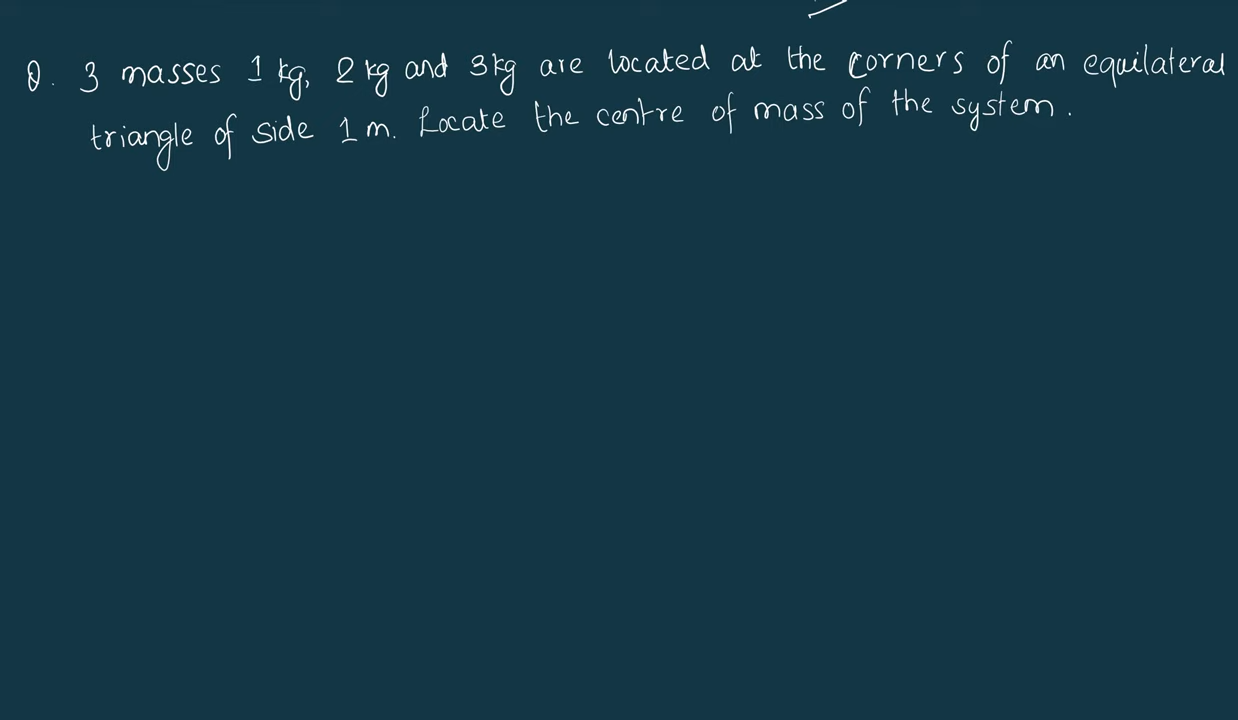 Q. 3 masses 1 kg, 2 kg and 3 kg are located at the corners of an equilateral
triangle of side 1 m. Locate the centre of mass of the system.